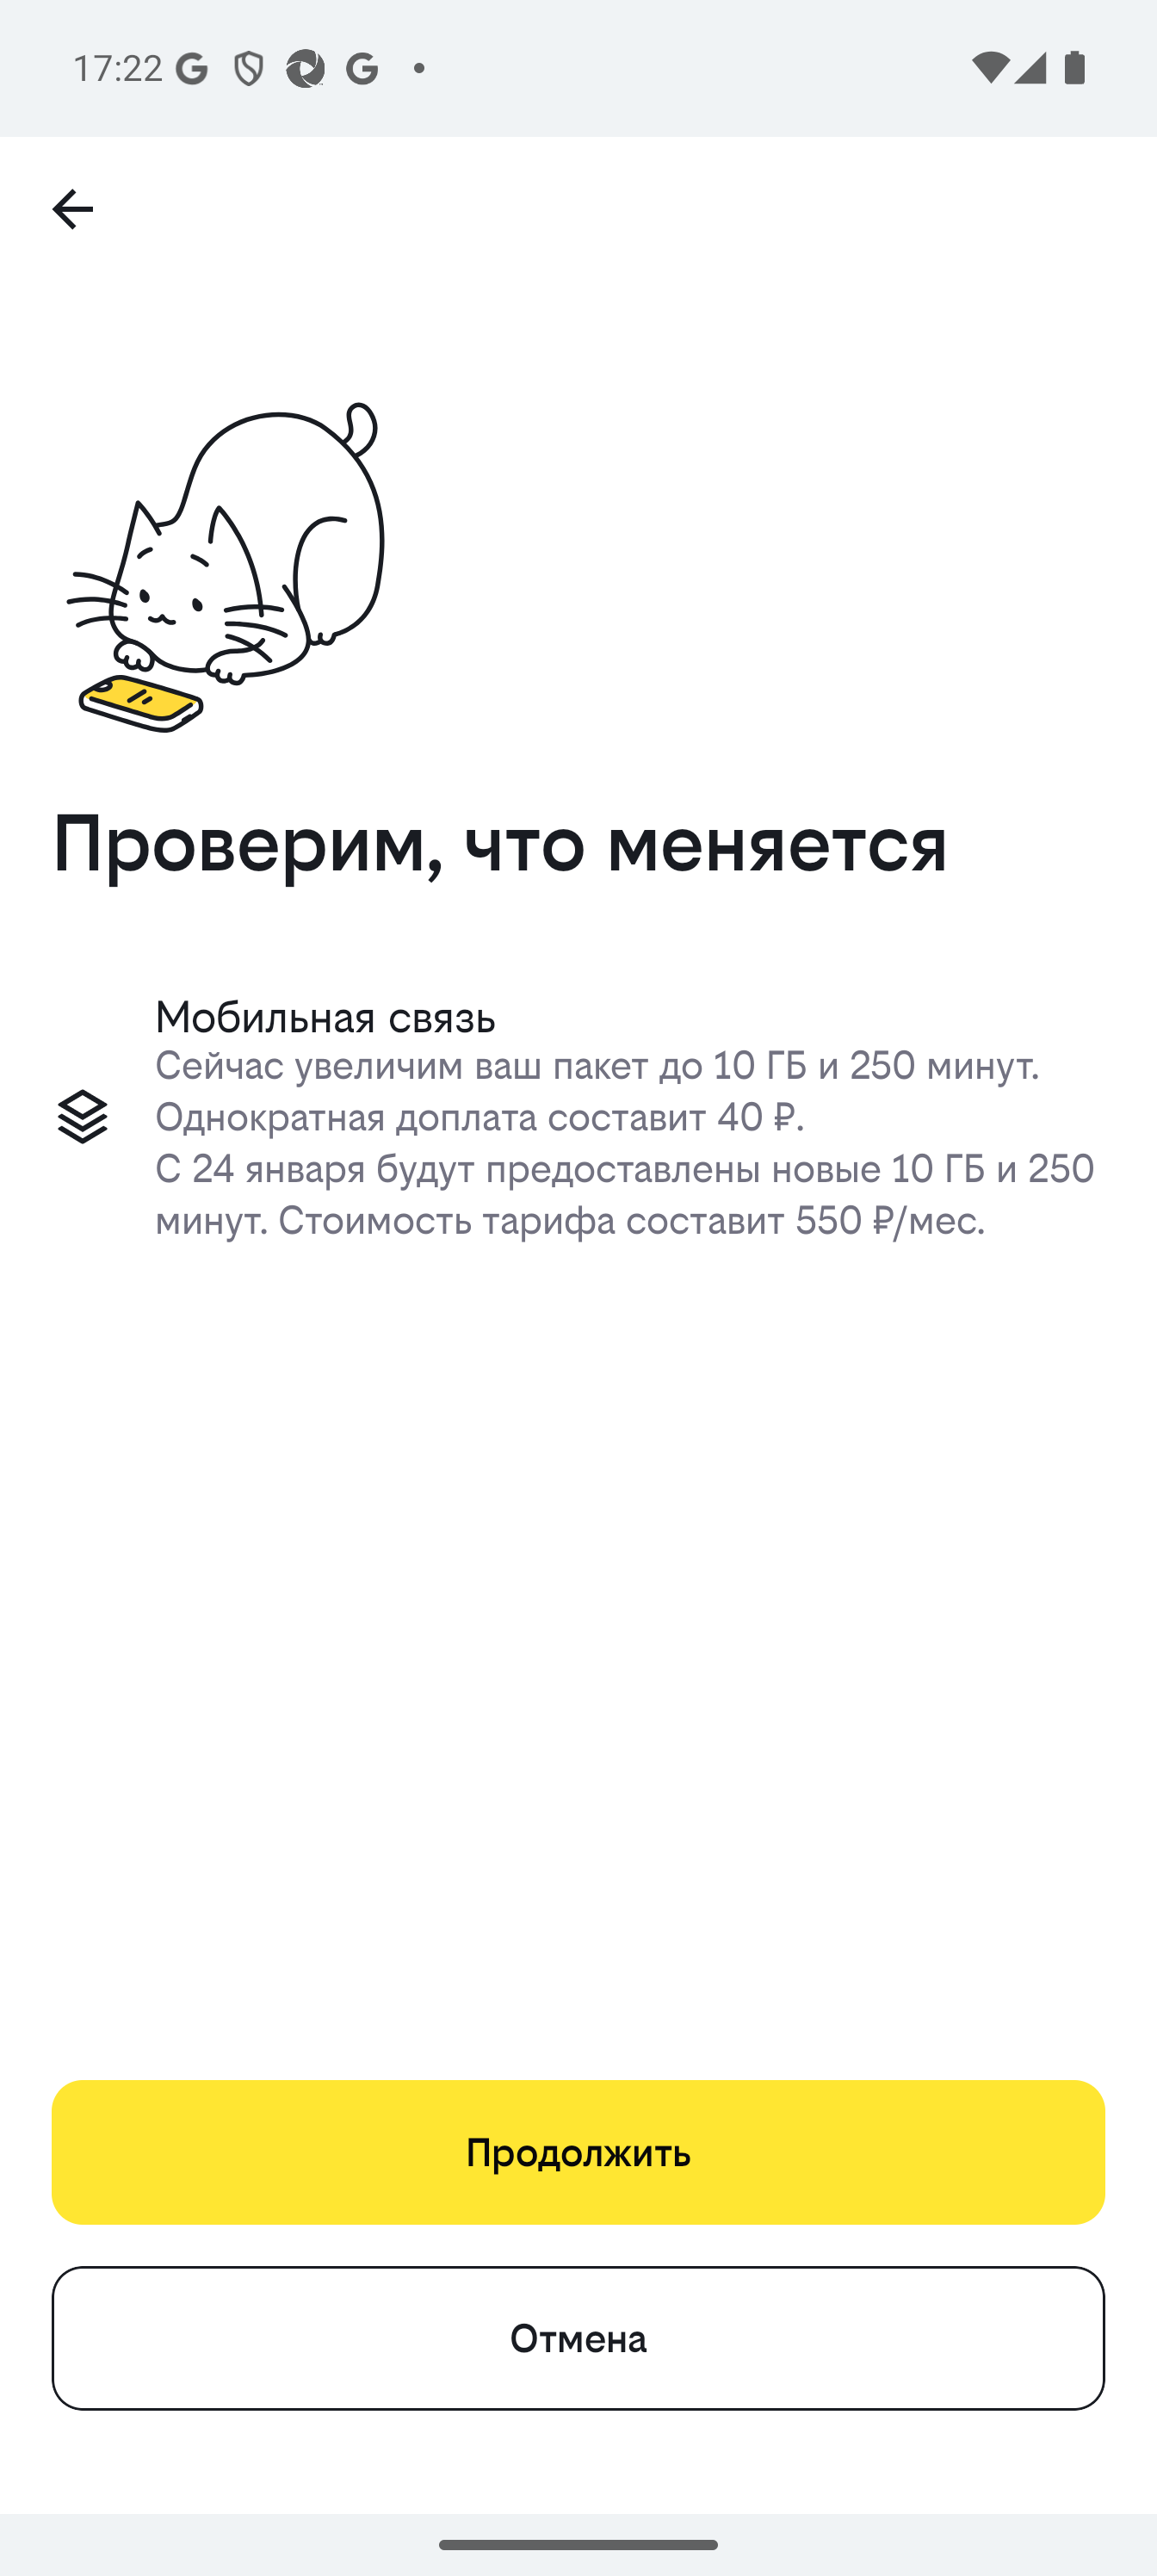 17:22
Проверим, что меняется
Мобильная связь
Сейчас увеличим ваш пакет до 10 ГБ и 250 минут.
Однократная доплата составит 40 ₽.
С 24 января будут предоставлены новые 10 ГБ и 250
минут. Стоимость тарифа составит 550 ₽/мес.
Продолжить
Отмена